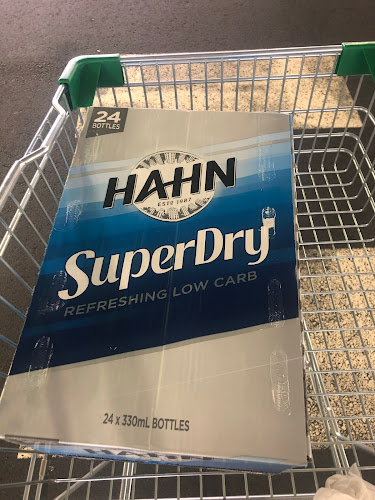 24
BOTTLES
HAHN
ESTD 1987
SuperDry
REFRESHING LOW CARB
24 x 330mL BOTTLES